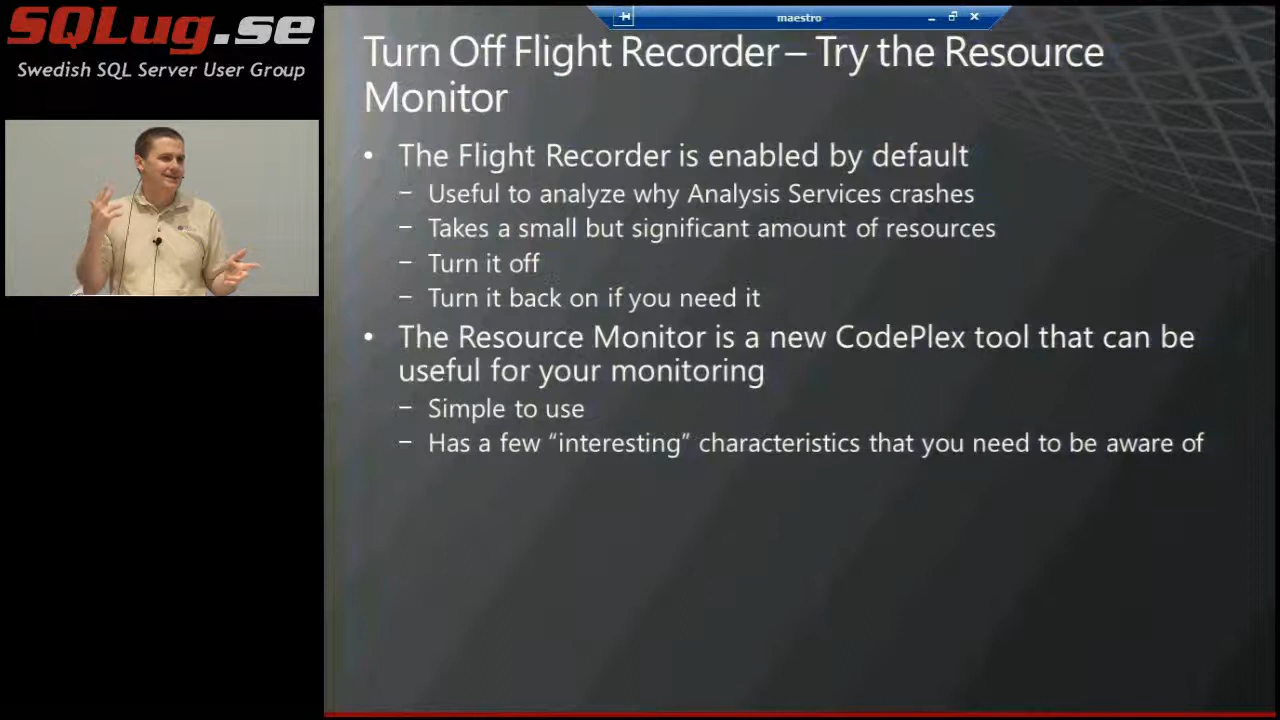 SQLug.se
Swedish SQL Server User Group
maestro
Turn Off Flight Recorder – Try the Resource
Monitor
• The Flight Recorder is enabled by default
– Useful to analyze why Analysis Services crashes
– Takes a small but significant amount of resources
– Turn it off
– Turn it back on if you need it
• The Resource Monitor is a new CodePlex tool that can be
useful for your monitoring
– Simple to use
– Has a few “interesting” characteristics that you need to be aware of